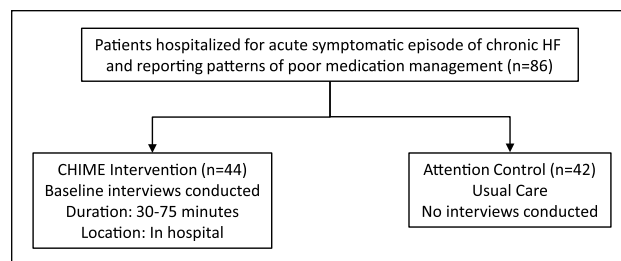 Patients hospitalized for acute symptomatic episode of chronic HF
and reporting patterns of poor medication management (n=86)
CHIME Intervention (n=44)
Baseline interviews conducted
Duration: 30-75 minutes
Location: In hospital
Attention Control (n=42)
Usual Care
No interviews conducted